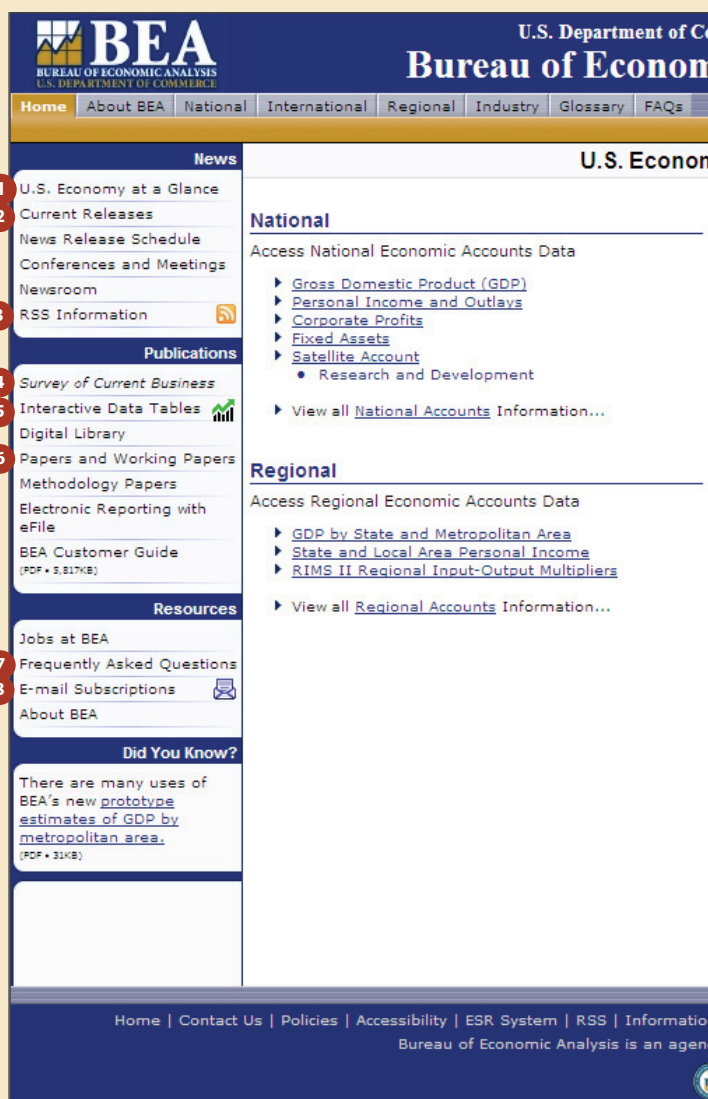 BEA
BUREAU OF ECONOMIC ANALYSIS
U.S. DEPARTMENT OF COMMERCE
U.S. Department of Co
Bureau of Econom
Home About BEA National International Regional Industry Glossary FAQs
News
1 U.S. Economy at a Glance
2 Current Releases
News Release Schedule
Conferences and Meetings
Newsroom
3 RSS Information
Publications
4 Survey of Current Business
5 Interactive Data Tables
Digital Library
6 Papers and Working Papers
Methodology Papers
Electronic Reporting with
eFile
BEA Customer Guide
(PDF • 5,817KB)
Resources
Jobs at BEA
7 Frequently Asked Questions
8 E-mail Subscriptions
About BEA
Did You Know?
There are many uses of
BEA's new prototype
estimates of GDP by
metropolitan area.
(PDF • 31KB)
U.S. Econom
National
Access National Economic Accounts Data
Gross Domestic Product (GDP)
Personal Income and Outlays
Corporate Profits
Fixed Assets
Satellite Account
• Research and Development
View all National Accounts Information...
Regional
Access Regional Economic Accounts Data
GDP by State and Metropolitan Area
State and Local Area Personal Income
RIMS II Regional Input-Output Multipliers
View all Regional Accounts Information...
Home | Contact Us | Policies | Accessibility | ESR System | RSS | Informatio
Bureau of Economic Analysis is an agen